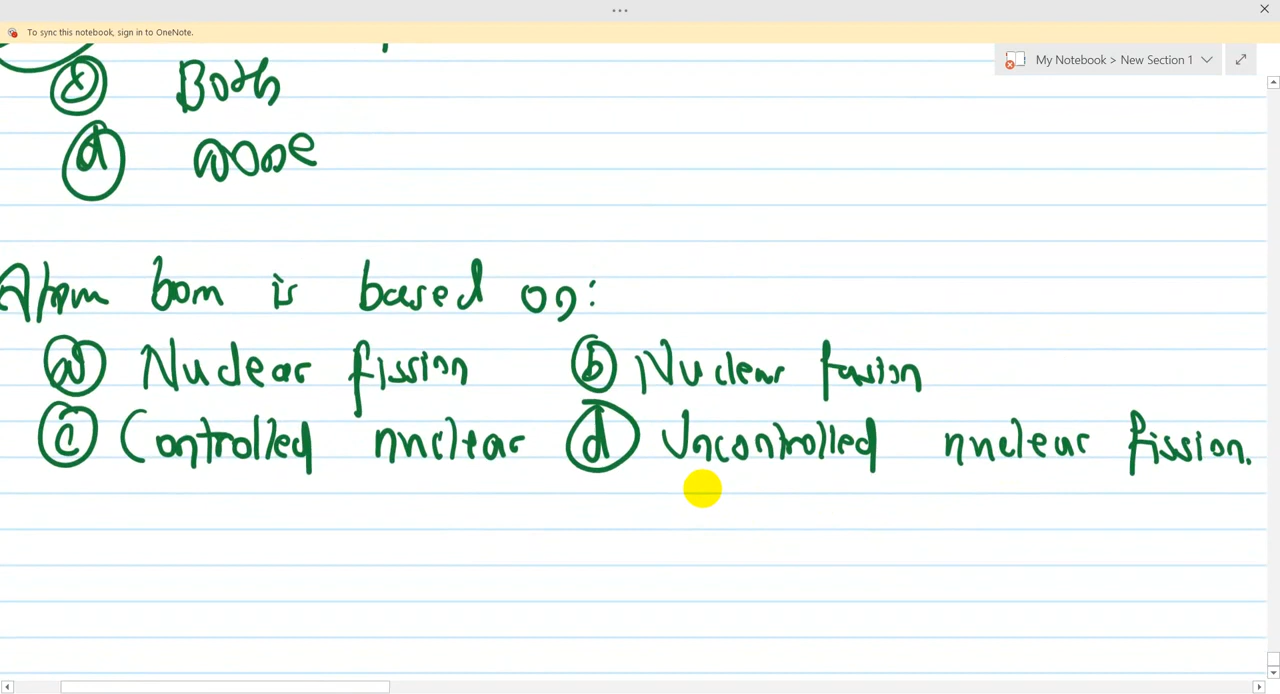 To sync this notebook, sign in to OneNote.
My Notebook > New Section 1
Both
d none
Atom bom is based on:
a Nuclear fission b Nuclear fusion
c Controlled nuclear d Uncontrolled nuclear fission.